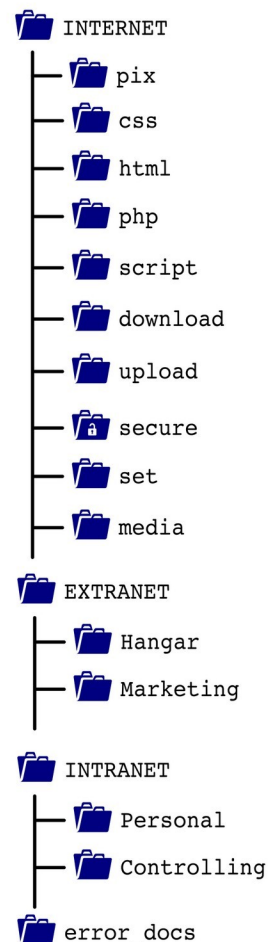 INTERNET
pix
css
html
php
script
download
upload
secure
set
media
EXTRANET
Hangar
Marketing
INTRANET
Personal
Controlling
error docs